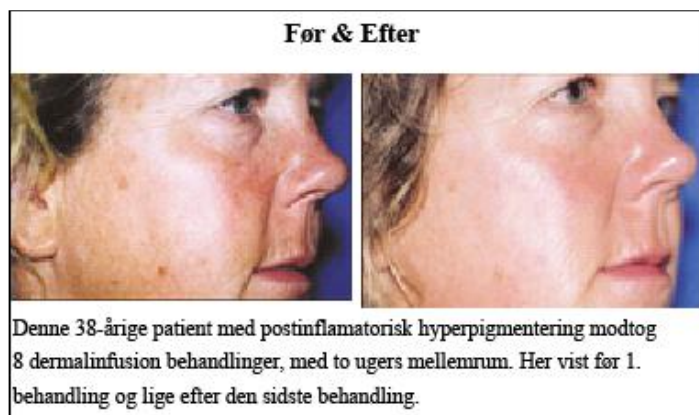 Før & Efter
Denne 38-årige patient med postinflamatorisk hyperpigmentering modtog
8 dermalinfusion behandlinger, med to ugers mellemrum. Her vist før 1.
behandling og lige efter den sidste behandling.